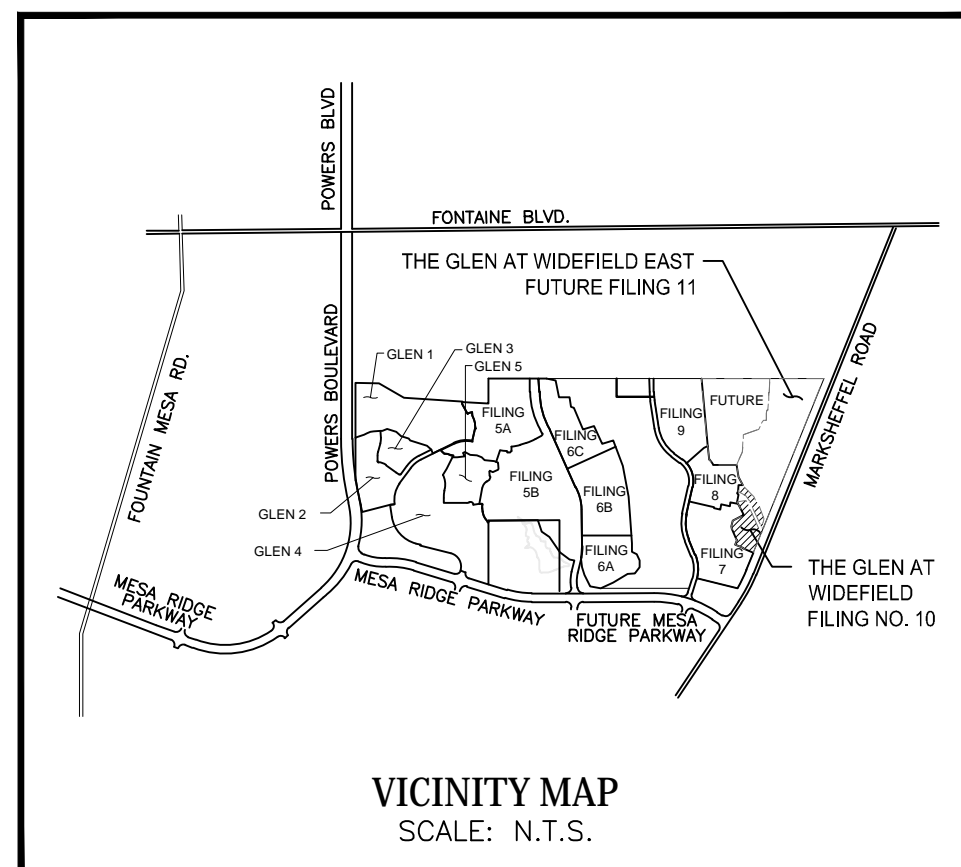 POWERS BLVD
FONTAINE BLVD.
THE GLEN AT WIDEFIELD EAST
FUTURE FILING 11
FOUNTAIN MESA RD.
POWERS BOULEVARD
MARKSHEFFEL ROAD
GLEN 1
GLEN 3
GLEN 5
FILING
5A
FILING
6C
FILING
9
FUTURE
GLEN 2
FILING
5B
FILING
6B
FILING
8
GLEN 4
FILING
6A
FILING
7
THE GLEN AT
WIDEFIELD
FILING NO. 10
MESA RIDGE
PARKWAY
MESA RIDGE PARKWAY
FUTURE MESA
RIDGE PARKWAY
VICINITY MAP
SCALE: N.T.S.